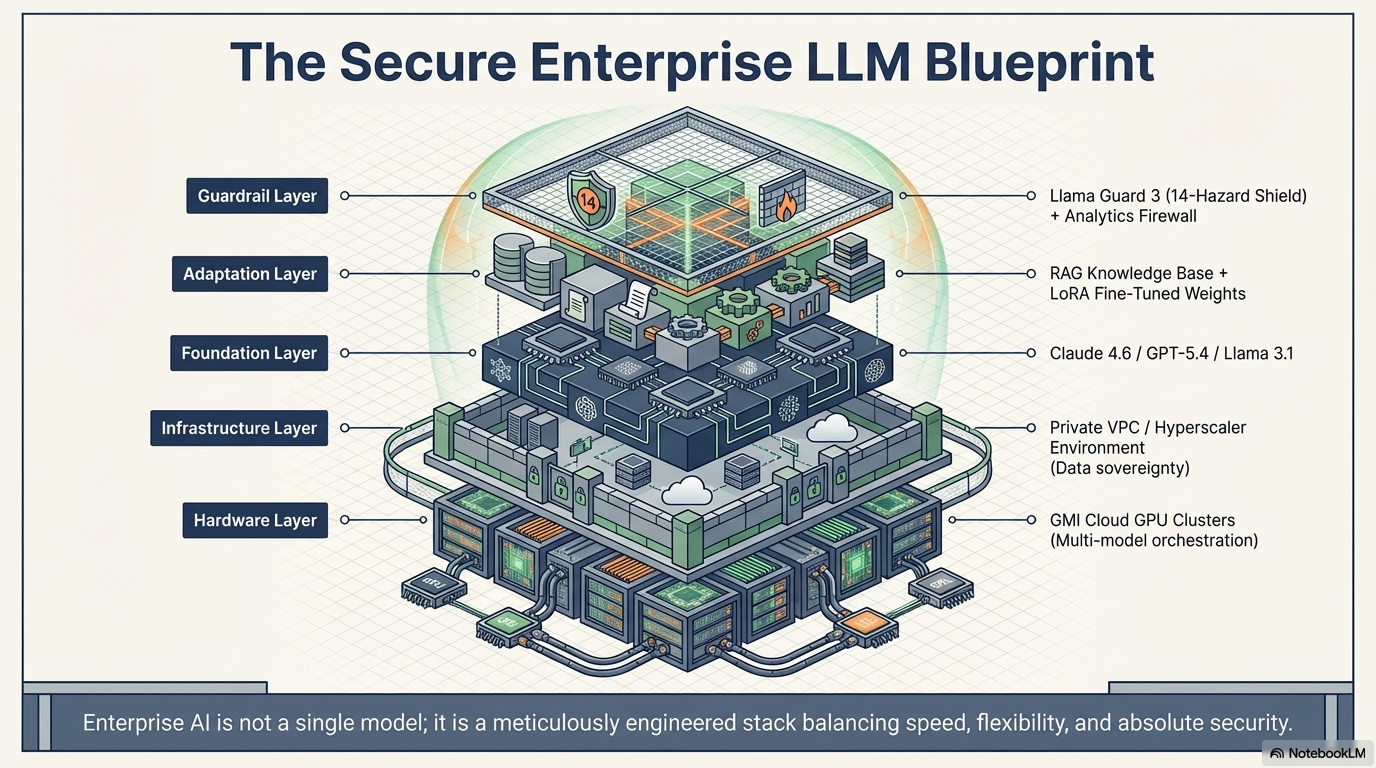 The Secure Enterprise LLM Blueprint
Guardrail Layer
14
Llama Guard 3 (14-Hazard Shield)
+ Analytics Firewall
Adaptation Layer
RAG Knowledge Base +
LoRA Fine-Tuned Weights
Foundation Layer
Claude 4.6 / GPT-5.4 / Llama 3.1
Infrastructure Layer
Private VPC / Hyperscaler
Environment
(Data sovereignty)
Hardware Layer
GMI Cloud GPU Clusters
(Multi-model orchestration)
Enterprise AI is not a single model; it is a meticulously engineered stack balancing speed, flexibility, and absolute security.
NotebookLM